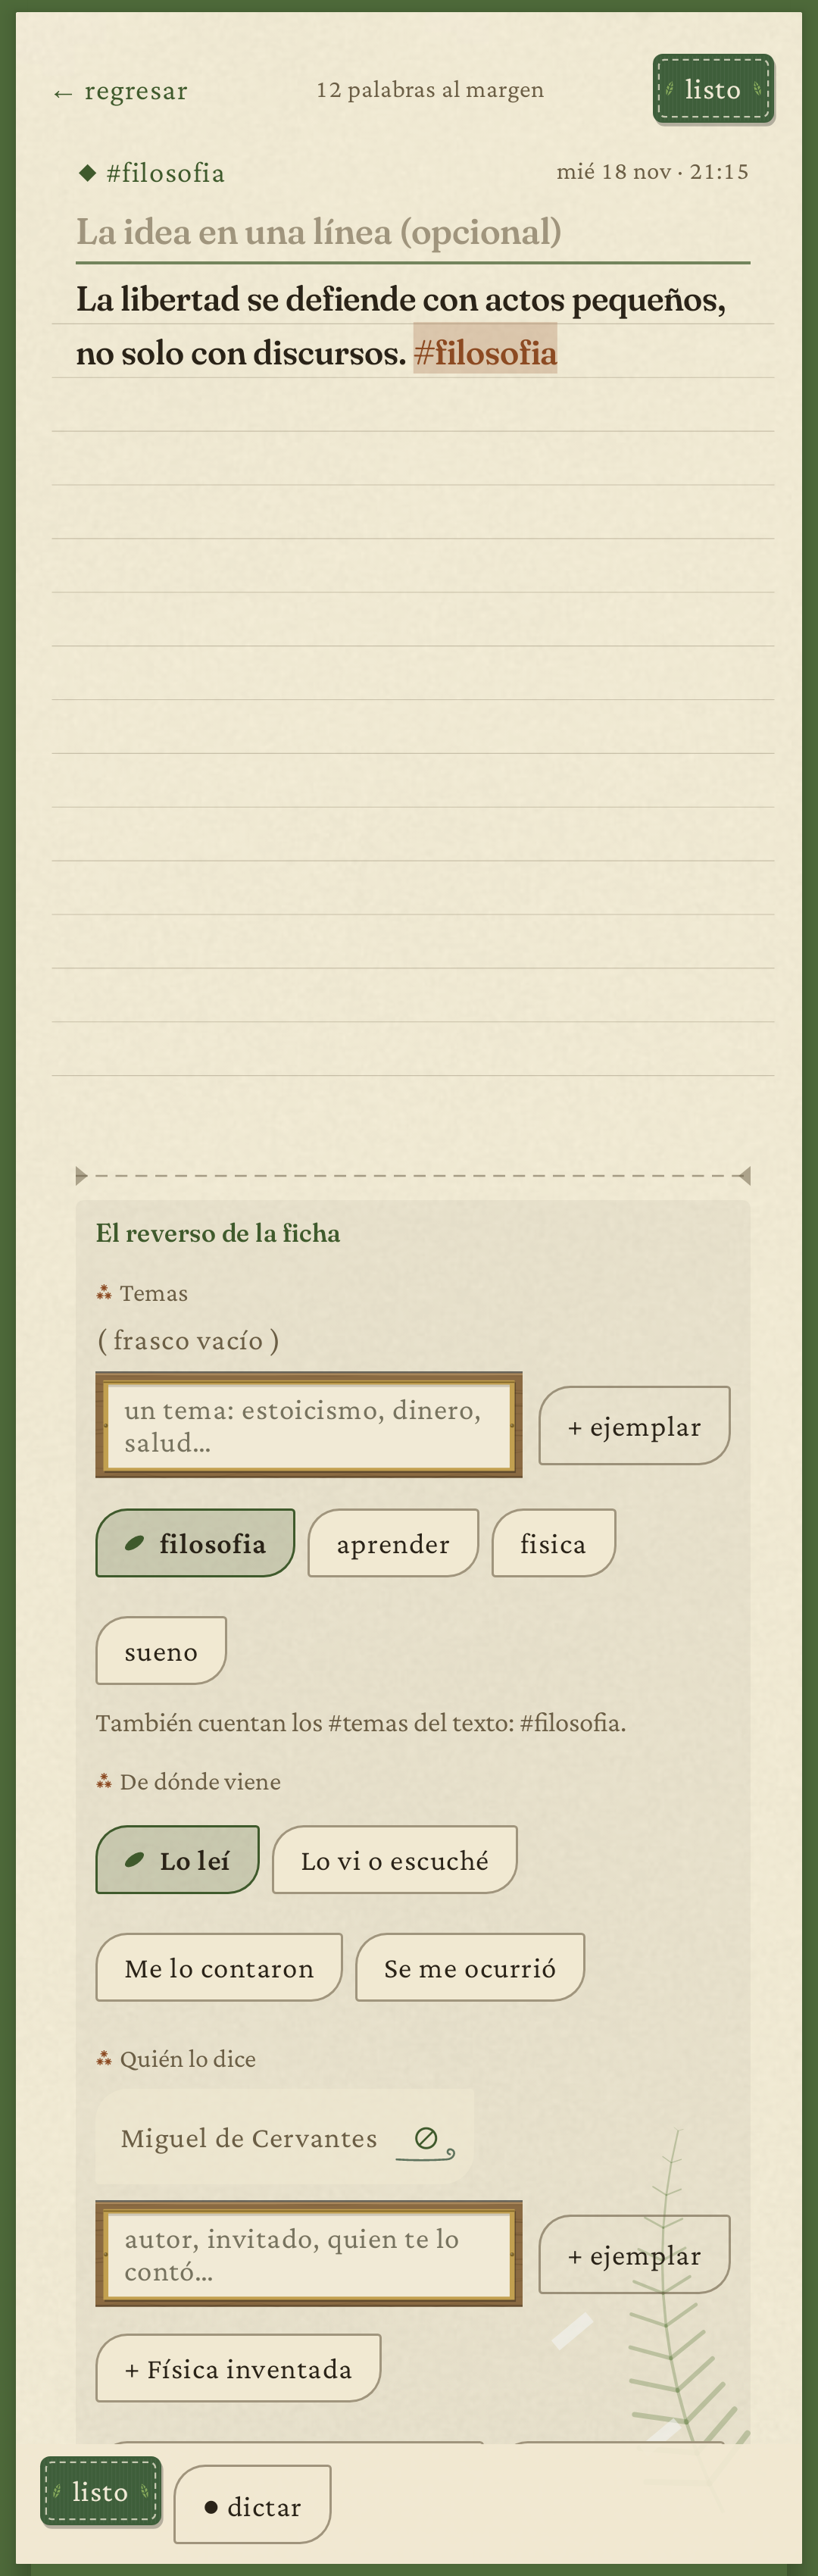 ← regresar
12 palabras al margen
listo
◆ #filosofia
mié 18 nov · 21:15
La idea en una línea (opcional)
La libertad se defiende con actos pequeños,
no solo con discursos. #filosofia
El reverso de la ficha
Temas
( frasco vacío )
un tema: estoicismo, dinero,
salud…
+ ejemplar
filosofia
aprender
fisica
sueno
También cuentan los #temas del texto: #filosofia.
De dónde viene
Lo leí
Lo vi o escuché
Me lo contaron
Se me ocurrió
Quién lo dice
Miguel de Cervantes
autor, invitado, quien te lo
contó…
+ ejemplar
+ Física inventada
listo
● dictar